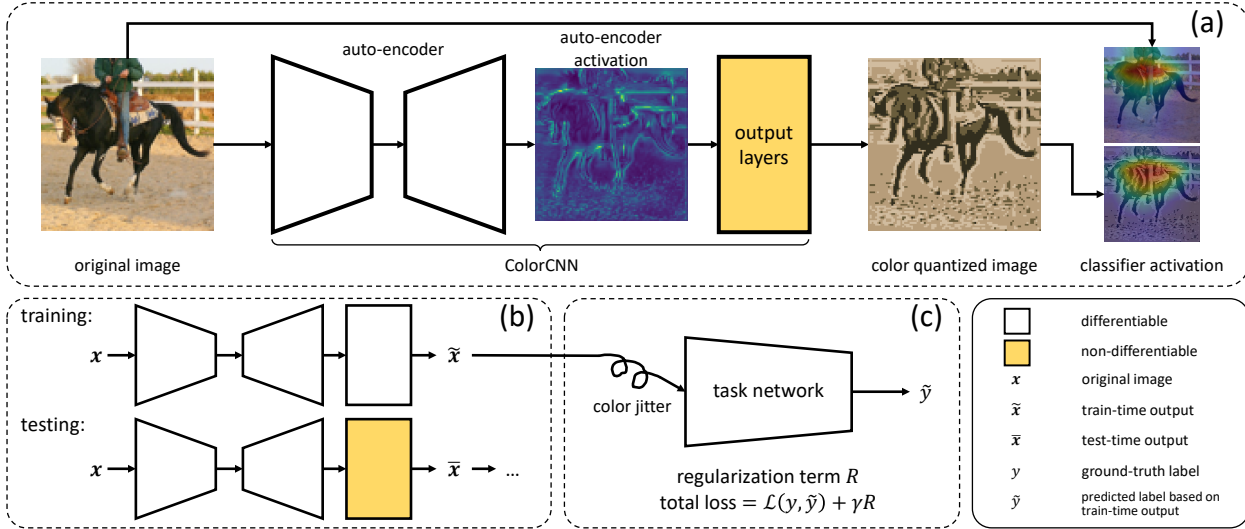 (a)
auto-encoder
auto-encoder
activation
output
layers
original image
ColorCNN
color quantized image
classifier activation
training:
(b)
x
x̃
testing:
x
x̄
...
(c)
color jitter
task network
ỹ
regularization term R
total loss = ℒ(y, ỹ) + γR
differentiable
non-differentiable
x original image
x̃ train-time output
x̄ test-time output
y ground-truth label
ỹ predicted label based on
train-time output